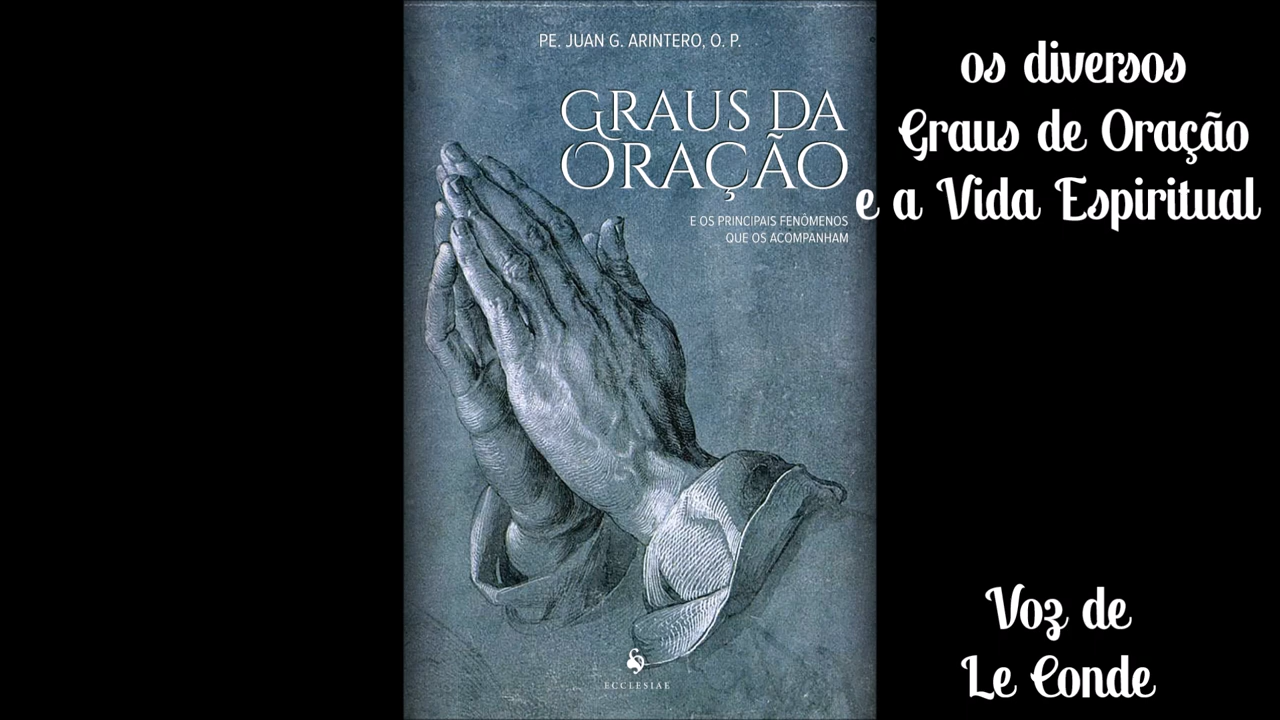 PE. JUAN G. ARINTERO, O. P.
GRAUS DA
ORAÇÃO
E OS PRINCIPAIS FENÔMENOS
QUE OS ACOMPANHAM
ECCLESIAE
os diversos
Graus de Oração
e a Vida Espiritual
Voz de
Le Conde